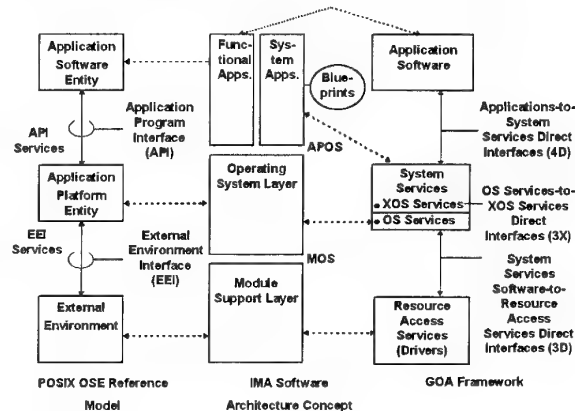 Application
Software Entity
API
Services
Application
Program
Interface
(API)
Application
Platform
Entity
EEI
Services
External
Environment
Interface
(EEI)
External
Environment
POSIX OSE Reference
Model
Func-
tional
Apps.
Sys-
tem
Apps.
Blue-
prints
APOS
Operating
System Layer
MOS
Module
Support Layer
IMA Software
Architecture Concept
Application
Software
Applications-to-
System
Services Direct
Interfaces (4D)
System
Services
XOS Services
OS Services
OS Services-to-
XOS Services
Direct
Interfaces (3X)
System
Services
Software-to-
Resource
Access
Services Direct
Interfaces (3D)
Resource
Access
Services
(Drivers)
GOA Framework